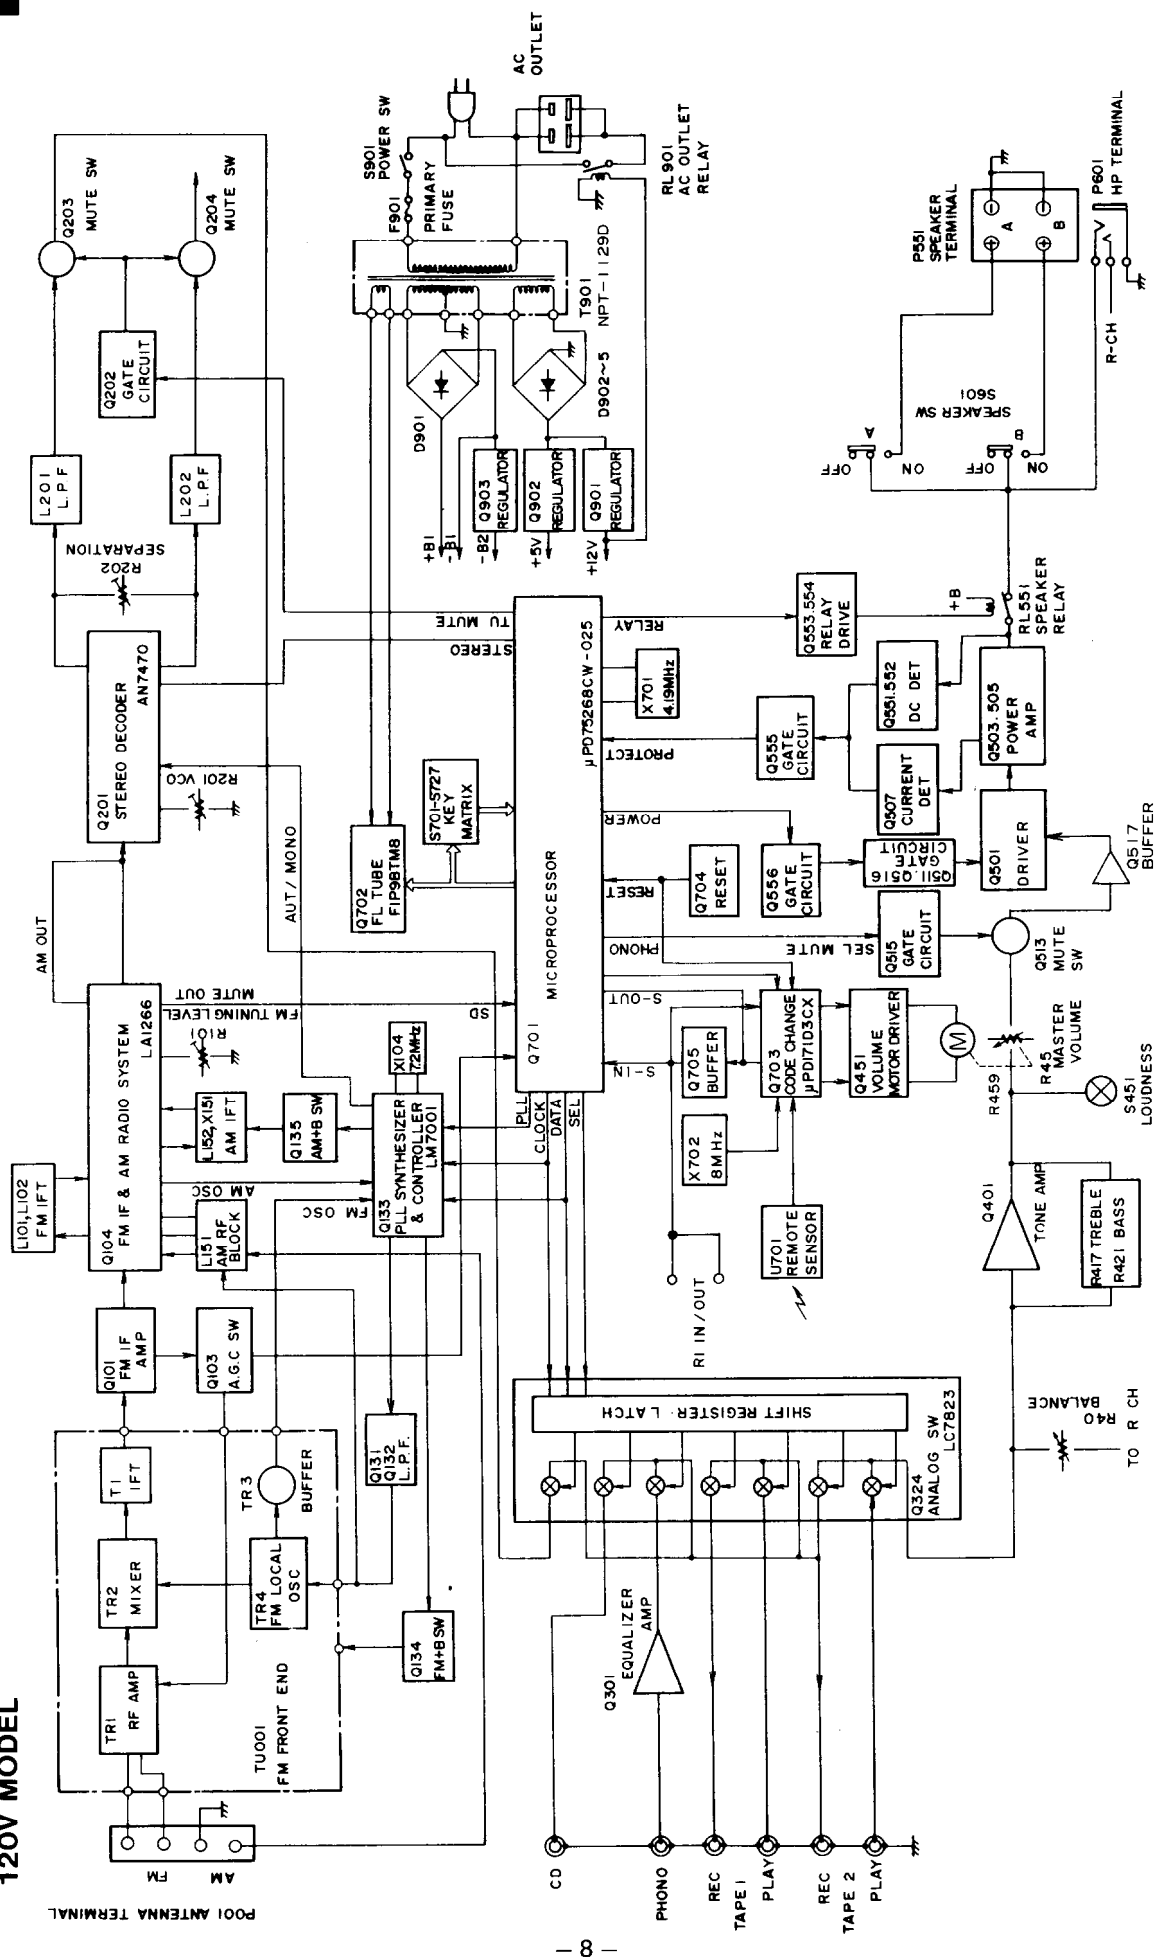 120V MODEL
P001 ANTENNA TERMINAL
FM
AM
TU001
FM FRONT END
TR1
RF AMP
TR2
MIXER
T1
IFT
TR4
FM LOCAL
OSC
TR3
BUFFER
Q101
FM IF
AMP
Q103
A.G.C SW
L101, L102
FM IFT
Q104
FM IF & AM RADIO SYSTEM
LA1266
L151
AM RF
BLOCK
L152, X151
AM IFT
AM OSC
FM OSC
R101
FM TUNING LEVEL
MUTE OUT
AM OUT
Q135
AM+B SW
Q133
PLL SYNTHESIZER
& CONTROLLER
LM7001
X104
7.2MHz
Q131
Q132
L.P.F.
Q134
FM+B SW
AUT / MONO
Q201
STEREO DECODER
AN7470
R201 VCO
R202
SEPARATION
L201
L.P.F
L202
L.P.F
Q202
GATE
CIRCUIT
Q203
MUTE SW
Q204
MUTE SW
Q702
FL TUBE
FIP9BTM8
S701-S727
KEY
MATRIX
Q701
MICROPROCESSOR
µPD75268CW-025
SD
STEREO
TU MUTE
PLL
CLOCK
DATA
SEL
S-IN
S-OUT
PHONO
RESET
POWER
PROTECT
RELAY
SEL MUTE
X701
4.19MHz
D901
Q903
REGULATOR
Q902
REGULATOR
Q901
REGULATOR
+B1
-B1
-B2
+5V
+12V
D902~5
T901
NPT-1129D
F901
PRIMARY
FUSE
S901
POWER SW
AC
OUTLET
RL901
AC OUTLET
RELAY
Q705
BUFFER
X702
8MHz
Q703
CODE CHANGE
µPD171D3CX
Q704
RESET
U701
REMOTE
SENSOR
RI IN/OUT
Q451
VOLUME
MOTOR DRIVER
M
R459
R45
MASTER
VOLUME
S451
LOUDNESS
Q515
GATE
CIRCUIT
Q513
MUTE
SW
Q517
BUFFER
Q556
GATE
CIRCUIT
Q511.Q516
GATE
CIRCUIT
Q501
DRIVER
Q555
GATE
CIRCUIT
Q507
CURRENT
DET
Q551.552
DC DET
Q503.505
POWER
AMP
Q553.554
RELAY
DRIVE
+B
RL551
SPEAKER
RELAY
SPEAKER SW
S601
A
OFF
ON
B
OFF
ON
P551
SPEAKER
TERMINAL
A
B
P601
HP TERMINAL
R-CH
Q401
TONE AMP
R417 TREBLE
R421 BASS
R40
BALANCE
TO R CH
SHIFT REGISTER·LATCH
Q324
ANALOG SW
LC7823
Q301
EQUALIZER
AMP
CD
PHONO
REC
TAPE 1
PLAY
REC
TAPE 2
PLAY
— 8 —